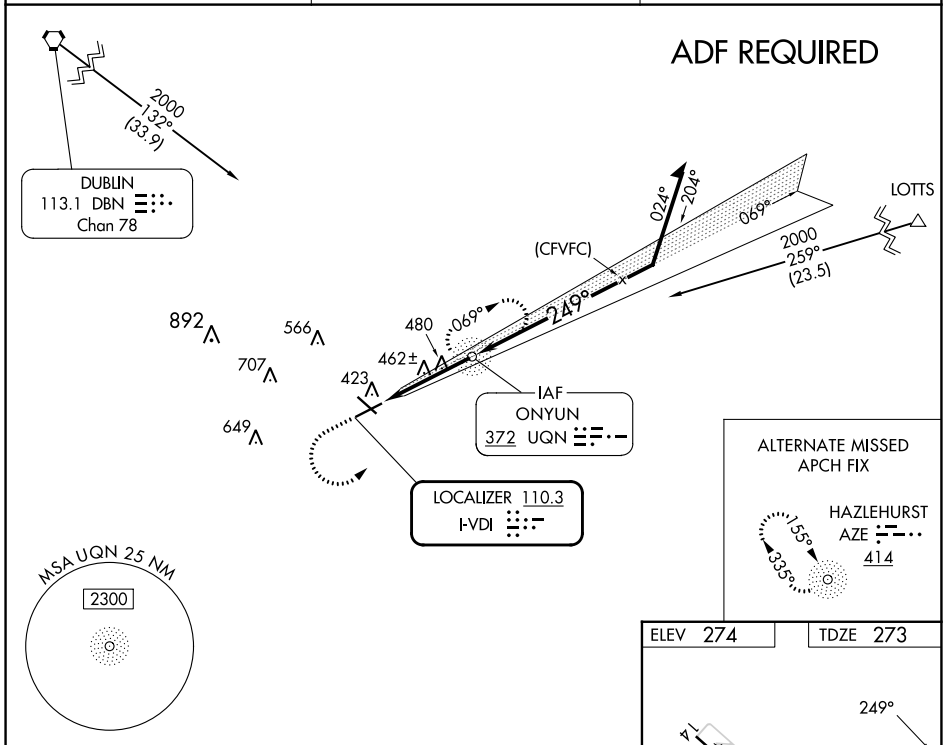 ADF REQUIRED
2000
132°
(33.9)
DUBLIN
113.1 DBN
Chan 78
LOTTS
024°
204°
069°
2000
259°
(23.5)
(CFVFC)
249°
069°
892
566
480
707
462±
423
649
IAF
ONYUN
372 UQN
LOCALIZER 110.3
I-VDI
ALTERNATE MISSED
APCH FIX
HAZLEHURST
AZE
414
155°
335°
MSA UQN 25 NM
2300
ELEV 274
TDZE 273
249°
14